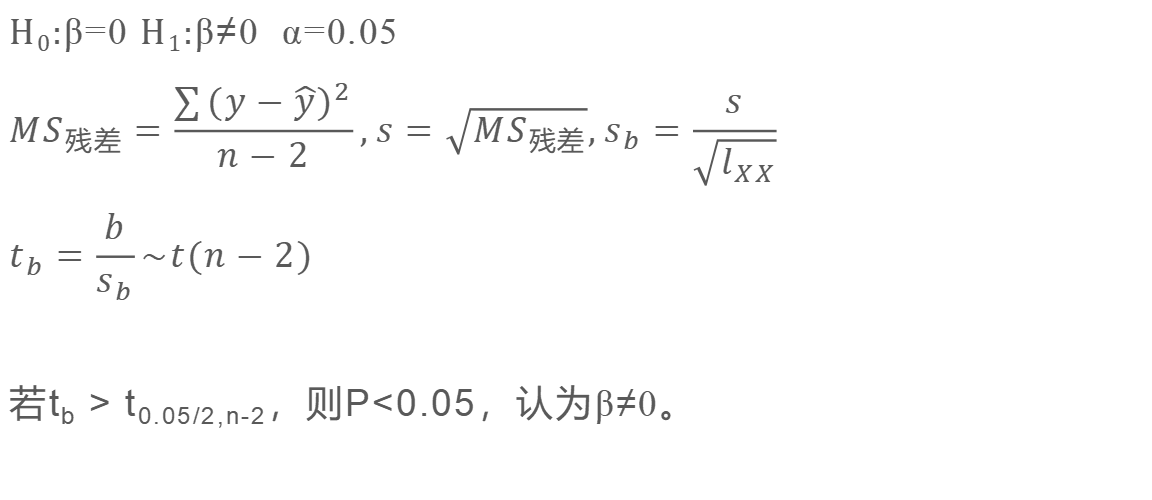 H₀:β=0 H₁:β≠0 α=0.05
MS残差 = ∑(y − ŷ)² / (n − 2), s = √MS残差, s_b = s / √l_XX
t_b = b / s_b ~ t(n − 2)
若t_b > t_0.05/2,n-2，则P<0.05，认为β≠0。